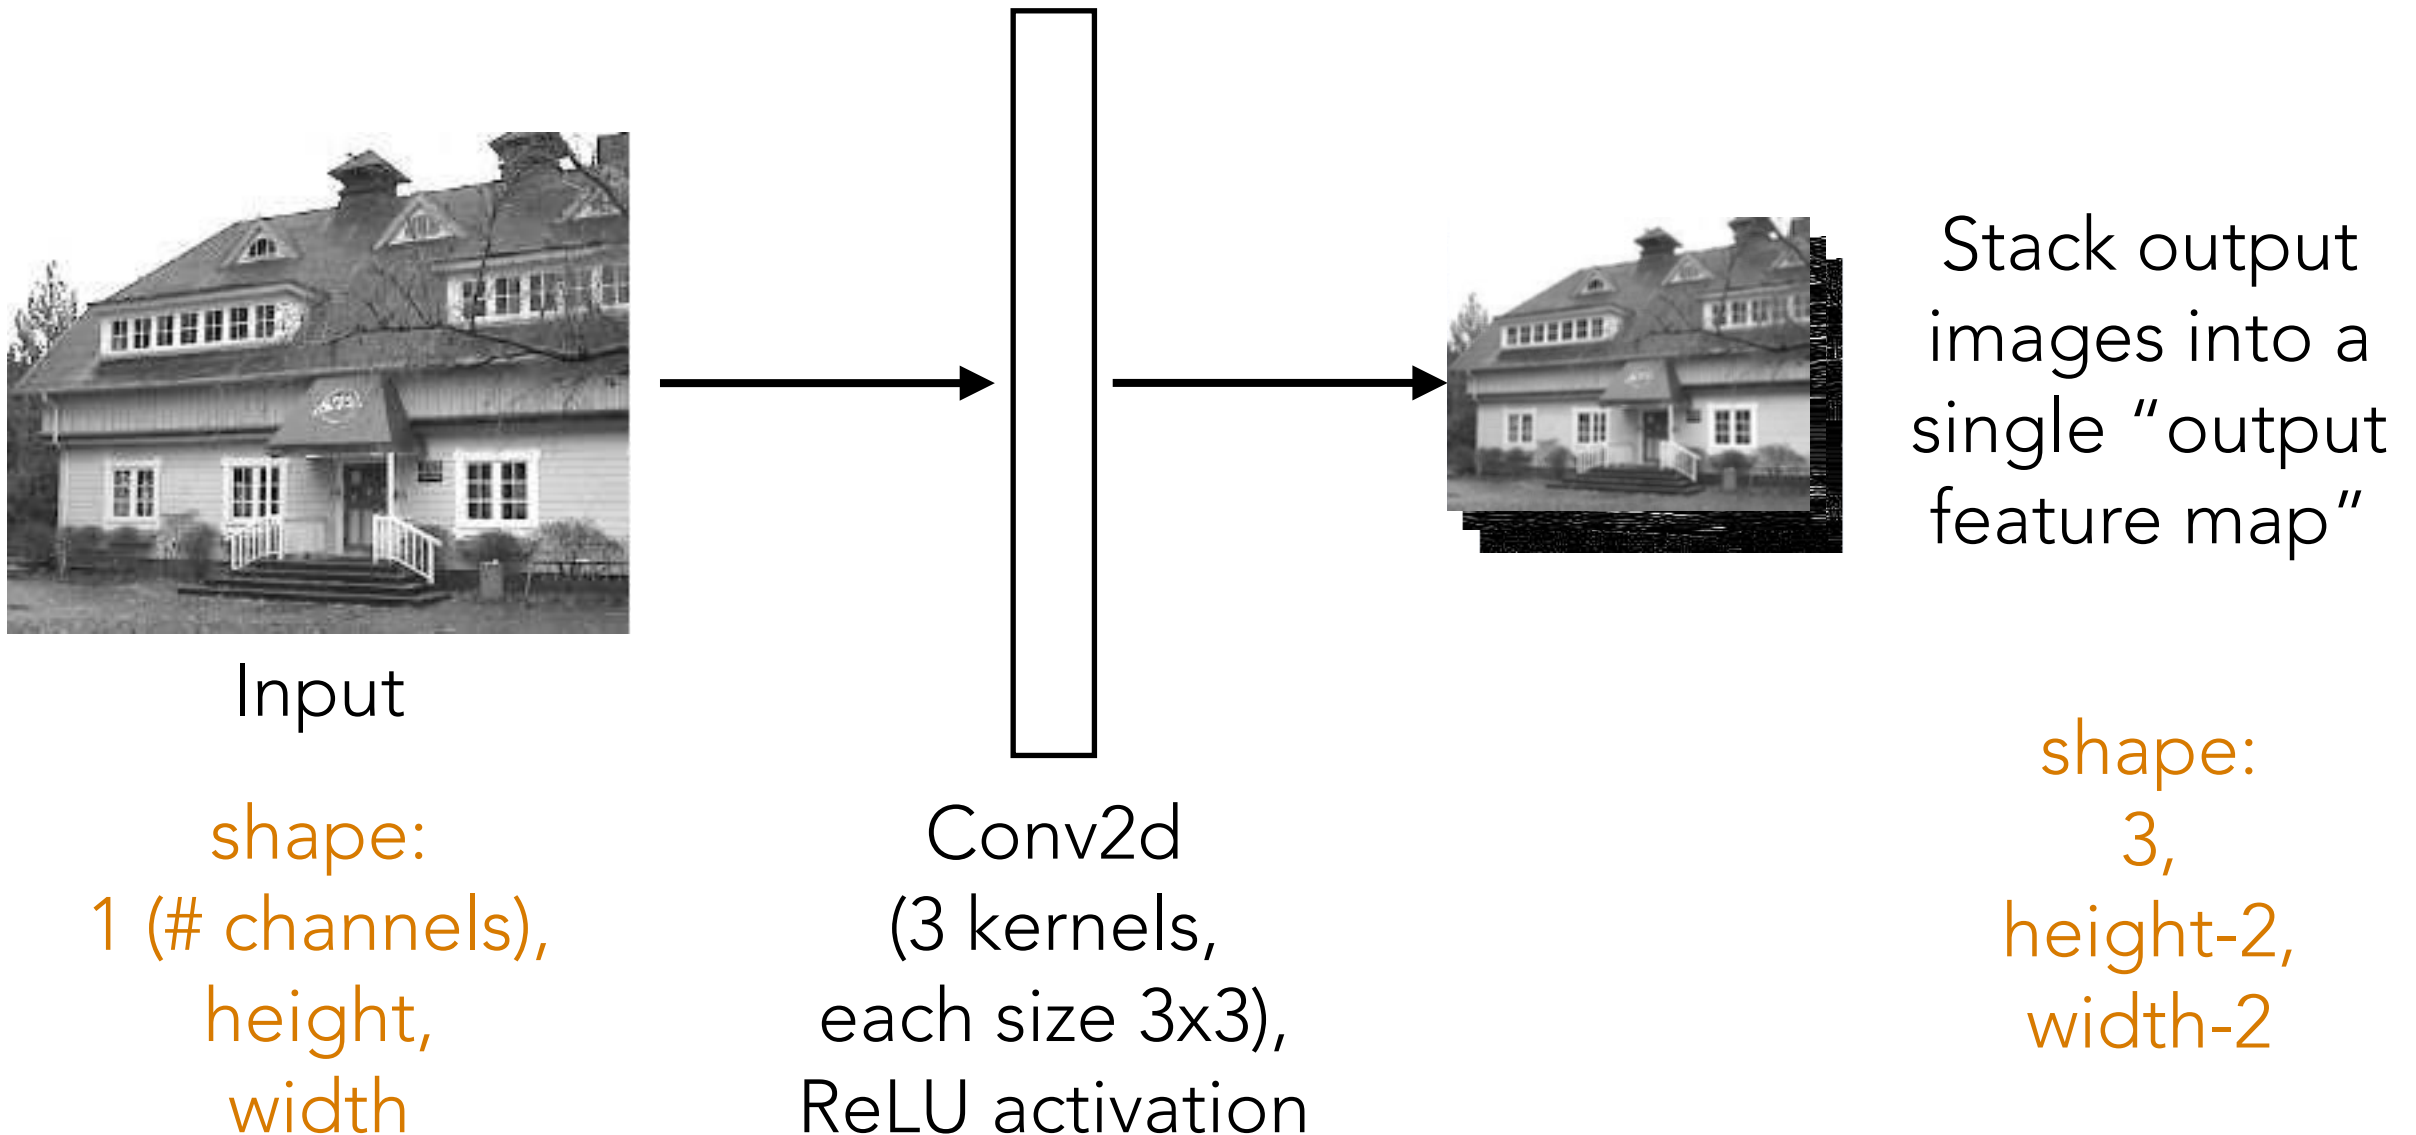 Input
shape:
1 (# channels),
height,
width
Conv2d
(3 kernels,
each size 3x3),
ReLU activation
Stack output
images into a
single “output
feature map”
shape:
3,
height-2,
width-2